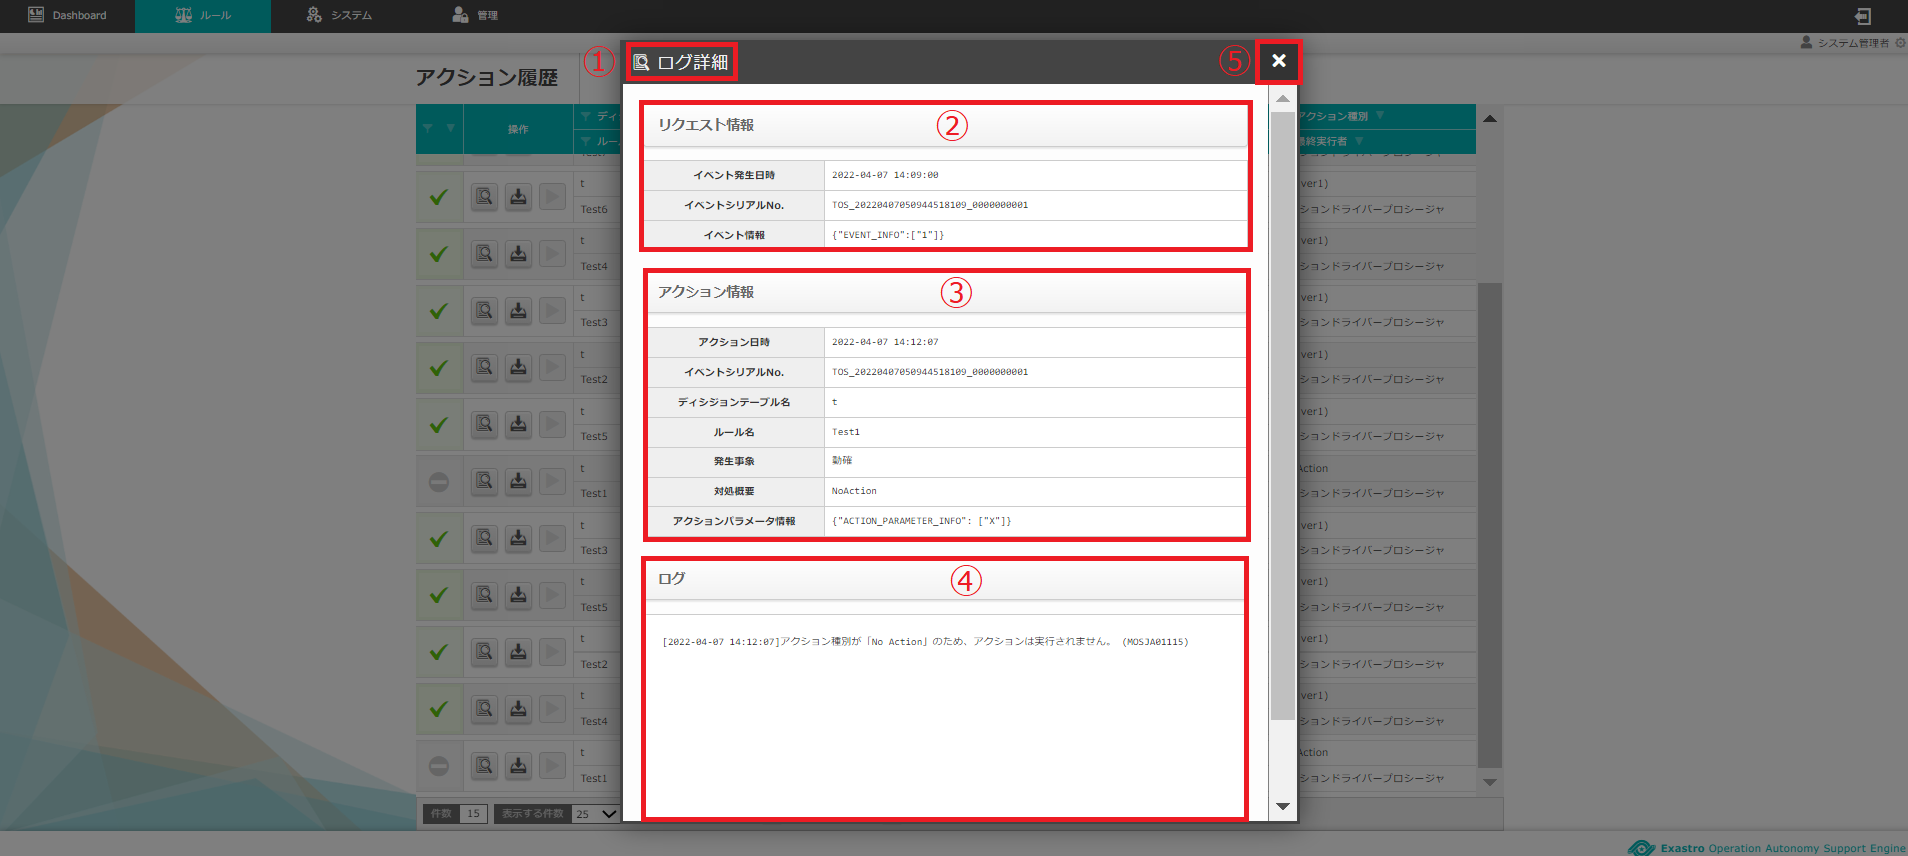 Dashboard ルール システム 管理
システム管理者
アクション履歴
① ログ詳細 ⑤
操作
ディ
ルー
アクション種別
最終実行者
リクエスト情報 ②
イベント発生日時 2022-04-07 14:09:00
イベントシリアルNo. TOS_20220407050944518109_0000000001
イベント情報 {"EVENT_INFO":["1"]}
アクション情報 ③
アクション日時 2022-04-07 14:12:07
イベントシリアルNo. TOS_20220407050944518109_0000000001
ディシジョンテーブル名 t
ルール名 Test1
発生事象 動確
対処概要 NoAction
アクションパラメータ情報 {"ACTION_PARAMETER_INFO": ["X"]}
ログ ④
[2022-04-07 14:12:07]アクション種別が「No Action」のため、アクションは実行されません。 (MOSJA01115)
ションドライバープロシージャ
t ver1)
Test6 ションドライバープロシージャ
t ver1)
Test4 ションドライバープロシージャ
t ver1)
Test3 ションドライバープロシージャ
t ver1)
Test2 ションドライバープロシージャ
t ver1)
Test5 ションドライバープロシージャ
t Action
Test1 ションドライバープロシージャ
t ver1)
Test3 ションドライバープロシージャ
t ver1)
Test5 ションドライバープロシージャ
t ver1)
Test2 ションドライバープロシージャ
t ver1)
Test4 ションドライバープロシージャ
t Action
Test1 ションドライバープロシージャ
件数 15 表示する件数 25
Exastro Operation Autonomy Support Engine